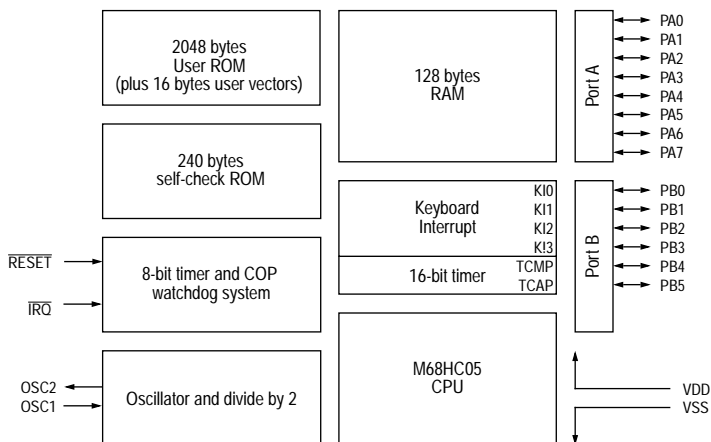 2048 bytes
User ROM
(plus 16 bytes user vectors)
128 bytes
RAM
Port A
PA0
PA1
PA2
PA3
PA4
PA5
PA6
PA7
240 bytes
self-check ROM
Keyboard
Interrupt
KI0
KI1
KI2
K!3
16-bit timer
TCMP
TCAP
Port B
PB0
PB1
PB2
PB3
PB4
PB5
RESET
IRQ
8-bit timer and COP
watchdog system
OSC2
OSC1
Oscillator and divide by 2
M68HC05
CPU
VDD
VSS